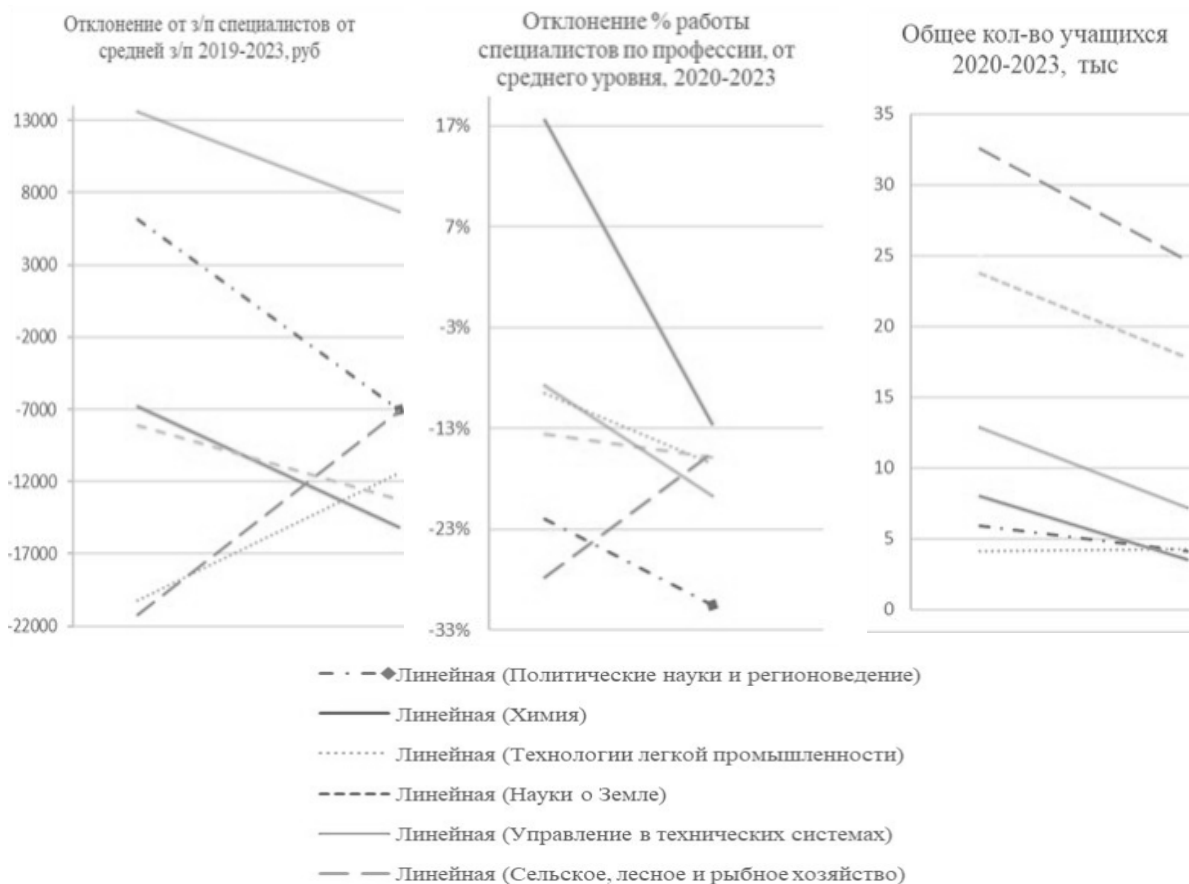 Отклонение от з/п специалистов от
средней з/п 2019-2023, руб
13000
8000
3000
-2000
-7000
-12000
-17000
-22000
Отклонение % работы
специалистов по профессии, от
среднего уровня, 2020-2023
17%
7%
-3%
-13%
-23%
-33%
Общее кол-во учащихся
2020-2023, тыс
35
30
25
20
15
10
5
0
Линейная (Политические науки и регионоведение)
Линейная (Химия)
Линейная (Технологии легкой промышленности)
Линейная (Науки о Земле)
Линейная (Управление в технических системах)
Линейная (Сельское, лесное и рыбное хозяйство)